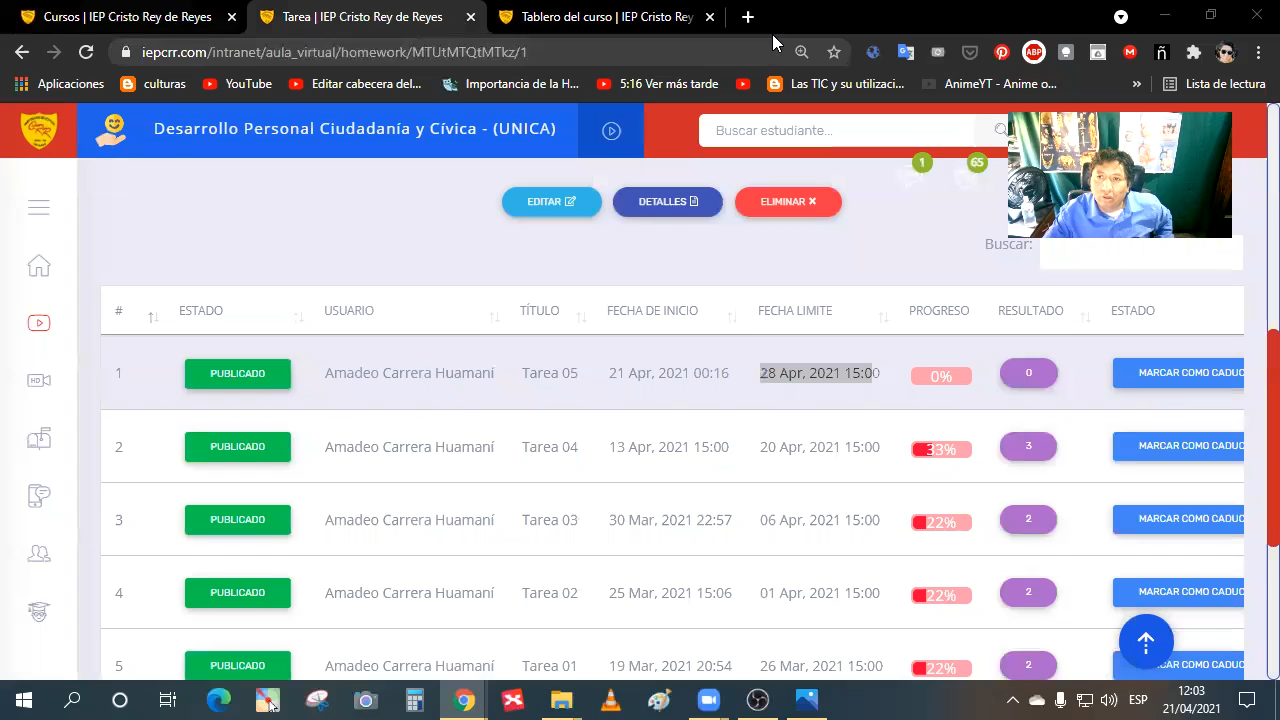 Cursos | IEP Cristo Rey de Reyes
Tarea | IEP Cristo Rey de Reyes
Tablero del curso | IEP Cristo Rey
iepcrr.com/intranet/aula_virtual/homework/MTUtMTQtMTkz/1
ABP
M
ñ
Aplicaciones
culturas
YouTube
Editar cabecera del...
Importancia de la H...
5:16 Ver más tarde
Las TIC y su utilizaci...
AnimeYT - Anime o...
»
Lista de lectura
Desarrollo Personal Ciudadanía y Cívica - (UNICA)
Buscar estudiante...
1
65
EDITAR
DETALLES
ELIMINAR
Buscar:
# ESTADO USUARIO TÍTULO FECHA DE INICIO FECHA LIMITE PROGRESO RESULTADO ESTADO
1 PUBLICADO Amadeo Carrera Huamaní Tarea 05 21 Apr, 2021 00:16 28 Apr, 2021 15:00 0% 0 MARCAR COMO CADUC
2 PUBLICADO Amadeo Carrera Huamaní Tarea 04 13 Apr, 2021 15:00 20 Apr, 2021 15:00 33% 3 MARCAR COMO CADUC
3 PUBLICADO Amadeo Carrera Huamaní Tarea 03 30 Mar, 2021 22:57 06 Apr, 2021 15:00 22% 2 MARCAR COMO CADUC
4 PUBLICADO Amadeo Carrera Huamaní Tarea 02 25 Mar, 2021 15:06 01 Apr, 2021 15:00 22% 2 MARCAR COMO CADUC
5 PUBLICADO Amadeo Carrera Huamaní Tarea 01 19 Mar, 2021 20:54 26 Mar, 2021 15:00 22% 2 MARCAR COMO CADUC
ESP
12:03
21/04/2021